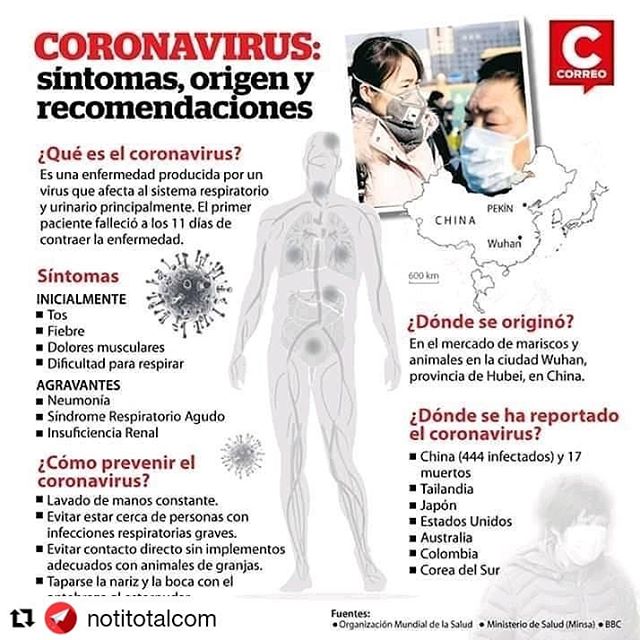 CORONAVIRUS:
síntomas, origen y
recomendaciones
C
CORREO
¿Qué es el coronavirus?
Es una enfermedad producida por un
virus que afecta al sistema respiratorio
y urinario principalmente. El primer
paciente falleció a los 11 días de
contraer la enfermedad.
Síntomas
INICIALMENTE
■ Tos
■ Fiebre
■ Dolores musculares
■ Dificultad para respirar
AGRAVANTES
■ Neumonía
■ Síndrome Respiratorio Agudo
■ Insuficiencia Renal
¿Cómo prevenir el
coronavirus?
■ Lavado de manos constante.
■ Evitar estar cerca de personas con
infecciones respiratorias graves.
■ Evitar contacto directo sin implementos
adecuados con animales de granjas.
■ Taparse la nariz y la boca con el
CHINA
PEKÍN
Wuhan
600 km
¿Dónde se originó?
En el mercado de mariscos y
animales en la ciudad Wuhan,
provincia de Hubei, en China.
¿Dónde se ha reportado
el coronavirus?
■ China (444 infectados) y 17
muertos
■ Tailandia
■ Japón
■ Estados Unidos
■ Australia
■ Colombia
■ Corea del Sur
Fuentes:
● Organización Mundial de la Salud ● Ministerio de Salud (Minsa) ● BBC
notitotalcom